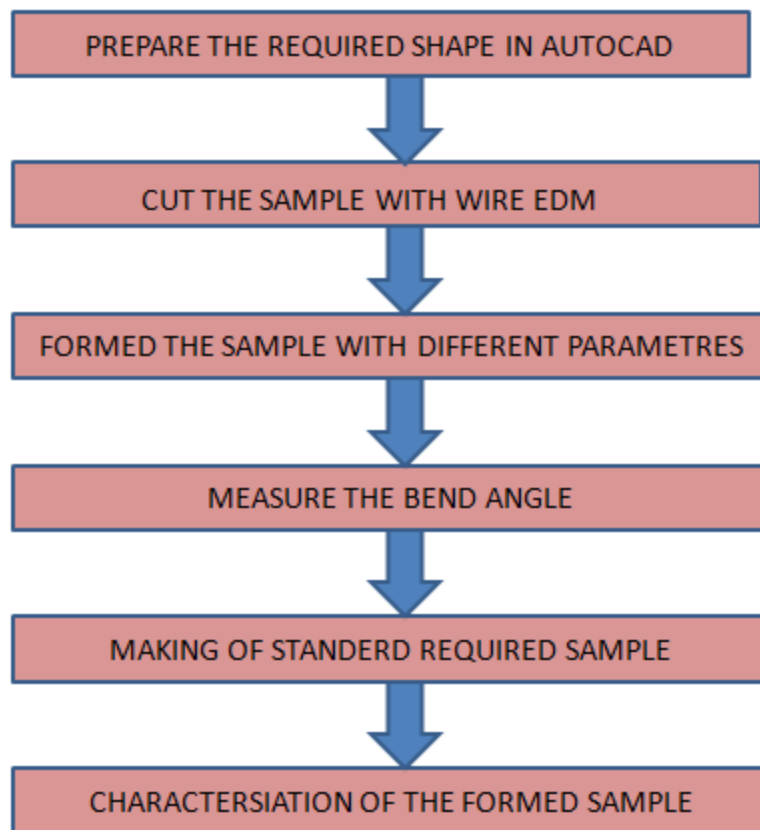 PREPARE THE REQUIRED SHAPE IN AUTOCAD
CUT THE SAMPLE WITH WIRE EDM
FORMED THE SAMPLE WITH DIFFERENT PARAMETRES
MEASURE THE BEND ANGLE
MAKING OF STANDERD REQUIRED SAMPLE
CHARACTERSIATION OF THE FORMED SAMPLE